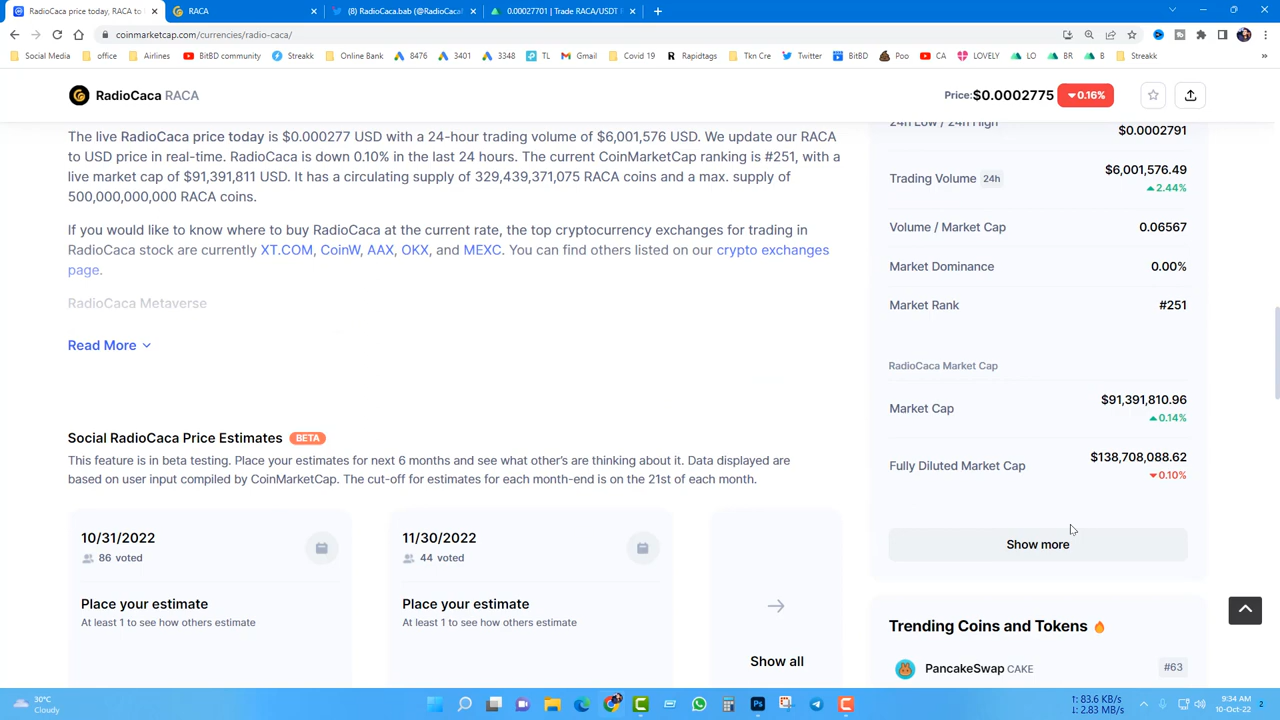 RadioCaca price today, RACA to
RACA
(8) RadioCaca.bab (@RadioCaca
0.00027701 | Trade RACA/USDT E
coinmarketcap.com/currencies/radio-caca/
Social Media
office
Airlines
BitBD community
Streakk
Online Bank
8476
3401
3348
TL
Gmail
Covid 19
Rapidtags
Tkn Cre
Twitter
BitBD
Poo
CA
LOVELY
LO
BR
B
Streakk
RadioCaca RACA
Price:$0.0002775
0.16%
The live RadioCaca price today is $0.000277 USD with a 24-hour trading volume of $6,001,576 USD. We update our RACA
to USD price in real-time. RadioCaca is down 0.10% in the last 24 hours. The current CoinMarketCap ranking is #251, with a
live market cap of $91,391,811 USD. It has a circulating supply of 329,439,371,075 RACA coins and a max. supply of
500,000,000,000 RACA coins.
If you would like to know where to buy RadioCaca at the current rate, the top cryptocurrency exchanges for trading in
RadioCaca stock are currently XT.COM, CoinW, AAX, OKX, and MEXC. You can find others listed on our crypto exchanges
page.
RadioCaca Metaverse
Read More
Social RadioCaca Price Estimates BETA
This feature is in beta testing. Place your estimates for next 6 months and see what other's are thinking about it. Data displayed are
based on user input compiled by CoinMarketCap. The cut-off for estimates for each month-end is on the 21st of each month.
10/31/2022
86 voted
Place your estimate
At least 1 to see how others estimate
11/30/2022
44 voted
Place your estimate
At least 1 to see how others estimate
Show all
24h Low / 24h High
$0.0002791
Trading Volume 24h
$6,001,576.49
2.44%
Volume / Market Cap
0.06567
Market Dominance
0.00%
Market Rank
#251
RadioCaca Market Cap
Market Cap
$91,391,810.96
0.14%
Fully Diluted Market Cap
$138,708,088.62
0.10%
Show more
Trending Coins and Tokens
PancakeSwap CAKE
#63
30°C
Cloudy
↑: 83.6 KB/s
↓: 2.83 MB/s
9:34 AM
10-Oct-22
2